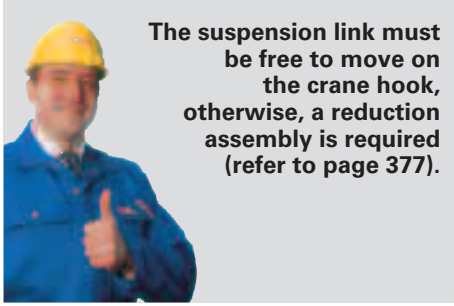 The suspension link must
be free to move on
the crane hook,
otherwise, a reduction
assembly is required
(refer to page 377).